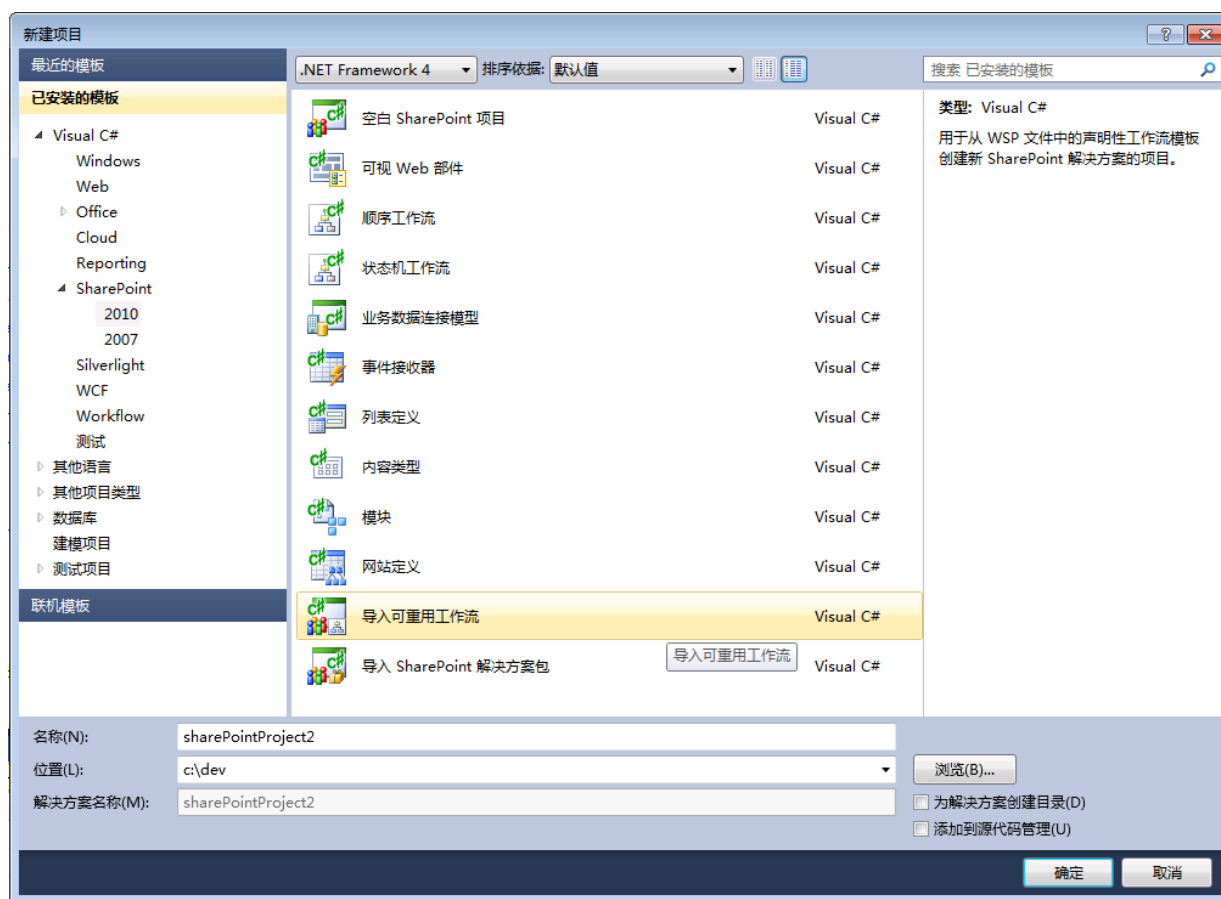 新建项目
最近的模板
已安装的模板
Visual C#
Windows
Web
Office
Cloud
Reporting
SharePoint
2010
2007
Silverlight
WCF
Workflow
测试
其他语言
其他项目类型
数据库
建模项目
测试项目
联机模板
.NET Framework 4 排序依据: 默认值
空白 SharePoint 项目 Visual C#
可视 Web 部件 Visual C#
顺序工作流 Visual C#
状态机工作流 Visual C#
业务数据连接模型 Visual C#
事件接收器 Visual C#
列表定义 Visual C#
内容类型 Visual C#
模块 Visual C#
网站定义 Visual C#
导入可重用工作流 Visual C#
导入可重用工作流
导入 SharePoint 解决方案包 Visual C#
搜索 已安装的模板
类型: Visual C#
用于从 WSP 文件中的声明性工作流模板
创建新 SharePoint 解决方案的项目。
名称(N): sharePointProject2
位置(L): c:\dev 浏览(B)...
解决方案名称(M): sharePointProject2 为解决方案创建目录(D)
添加到源代码管理(U)
确定 取消